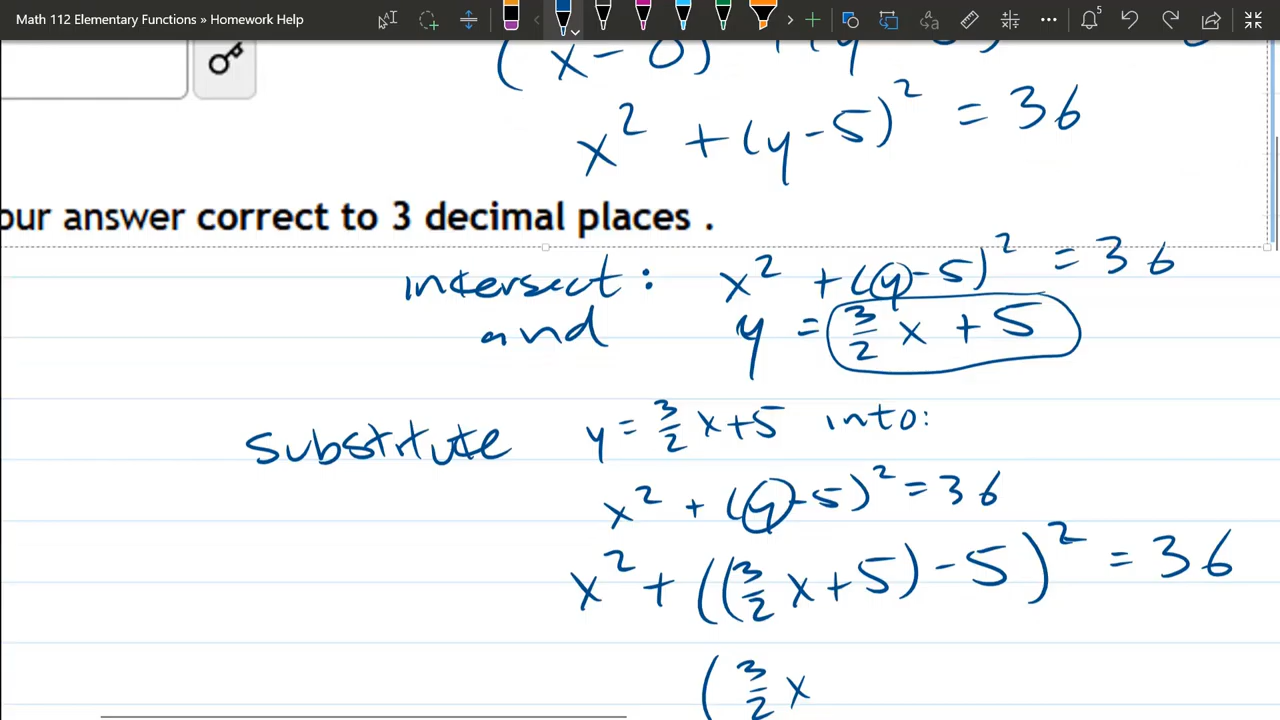 Math 112 Elementary Functions » Homework Help
5
(x-0) + (y
x² + (y-5)² = 36
our answer correct to 3 decimal places .
intersect: x² + (y-5)² = 36
and y = 3/2 x + 5
substitute y = 3/2 x+5 into:
x² + (y-5)² = 36
x² + ((3/2 x+5)-5)² = 36
(3/2 x